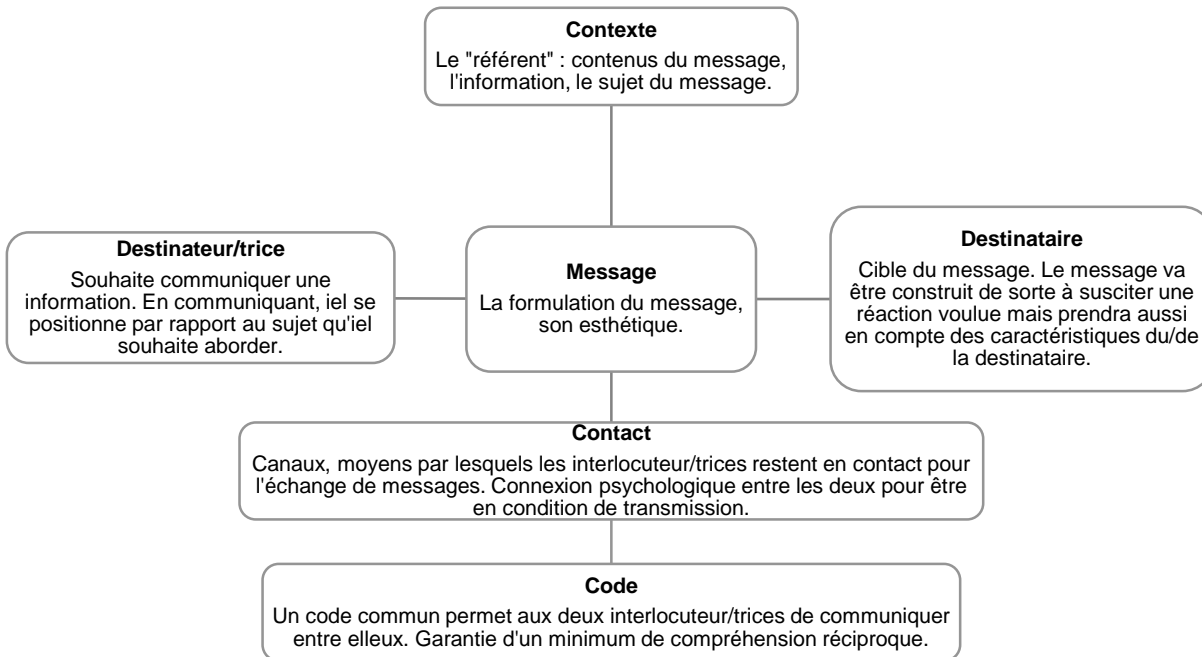 Contexte
Le "référent" : contenus du message,
l'information, le sujet du message.
Destinateur/trice
Souhaite communiquer une
information. En communiquant, iel se
positionne par rapport au sujet qu'iel
souhaite aborder.
Message
La formulation du message,
son esthétique.
Destinataire
Cible du message. Le message va
être construit de sorte à susciter une
réaction voulue mais prendra aussi
en compte des caractéristiques du/de
la destinataire.
Contact
Canaux, moyens par lesquels les interlocuteur/trices restent en contact pour
l'échange de messages. Connexion psychologique entre les deux pour être
en condition de transmission.
Code
Un code commun permet aux deux interlocuteur/trices de communiquer
entre elleux. Garantie d'un minimum de compréhension réciproque.